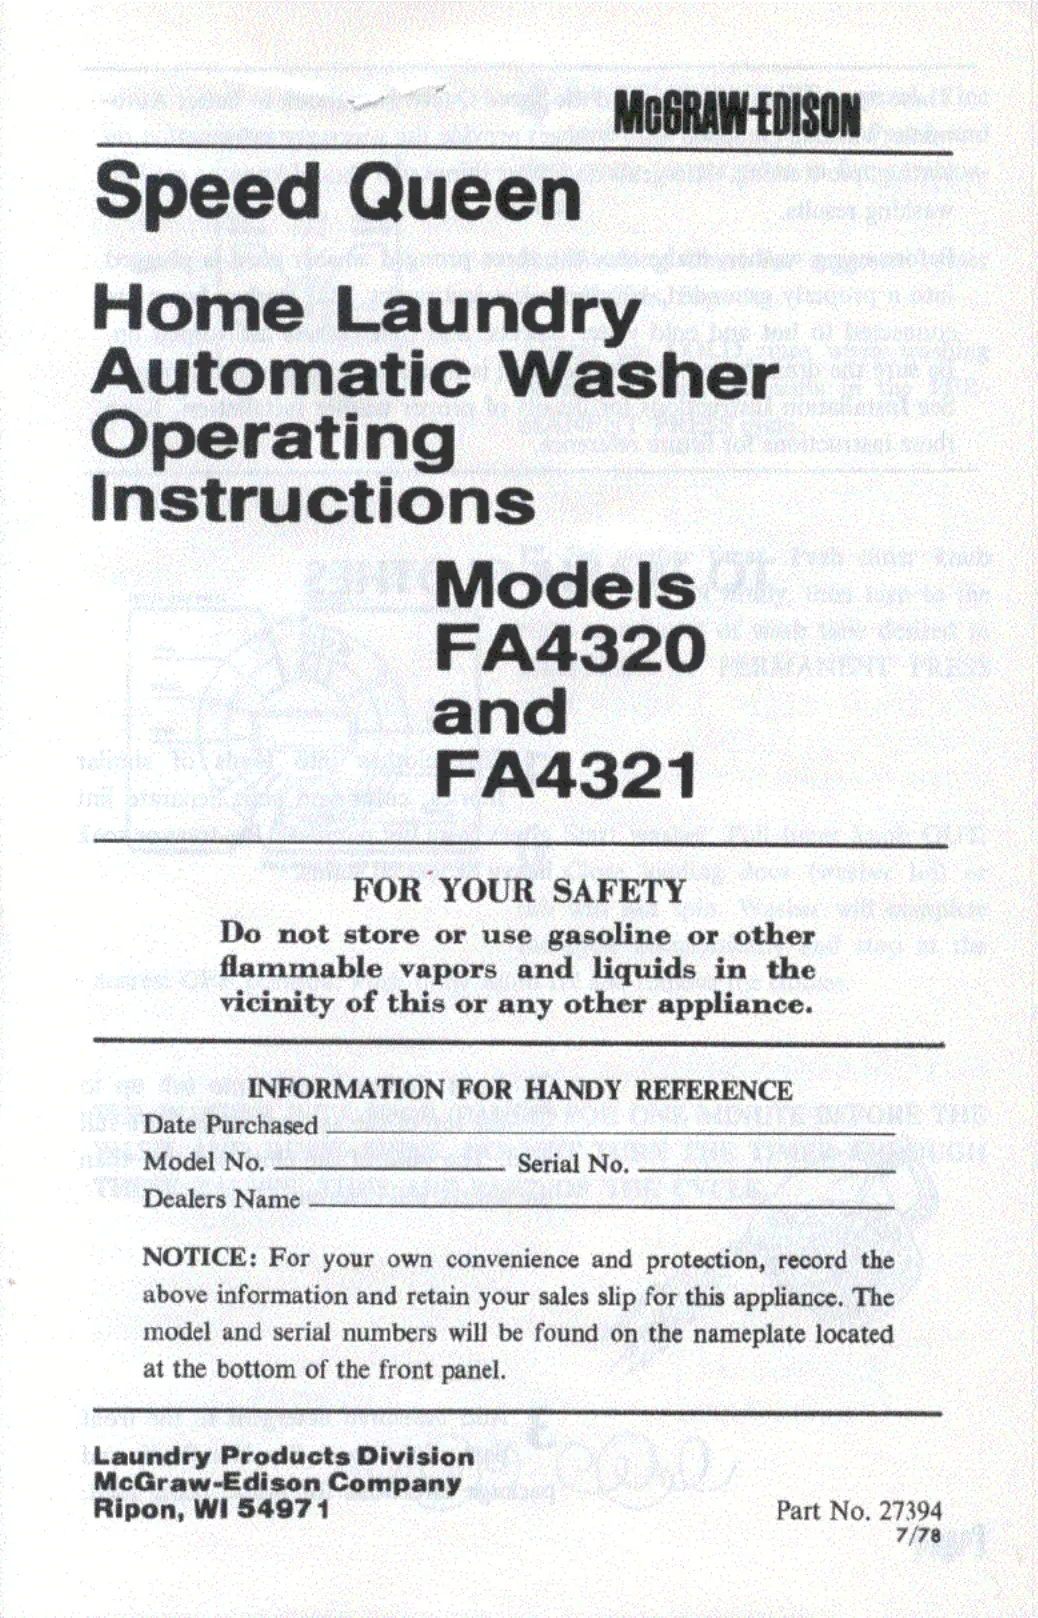 McGRAW-EDISON
Speed Queen
Home Laundry
Automatic Washer
Operating
Instructions
Models
FA4320
and
FA4321
FOR YOUR SAFETY
Do not store or use gasoline or other
flammable vapors and liquids in the
vicinity of this or any other appliance.
INFORMATION FOR HANDY REFERENCE
Date Purchased
Model No. Serial No.
Dealers Name
NOTICE: For your own convenience and protection, record the
above information and retain your sales slip for this appliance. The
model and serial numbers will be found on the nameplate located
at the bottom of the front panel.
Laundry Products Division
McGraw-Edison Company
Ripon, WI 54971
Part No. 27394
7/78